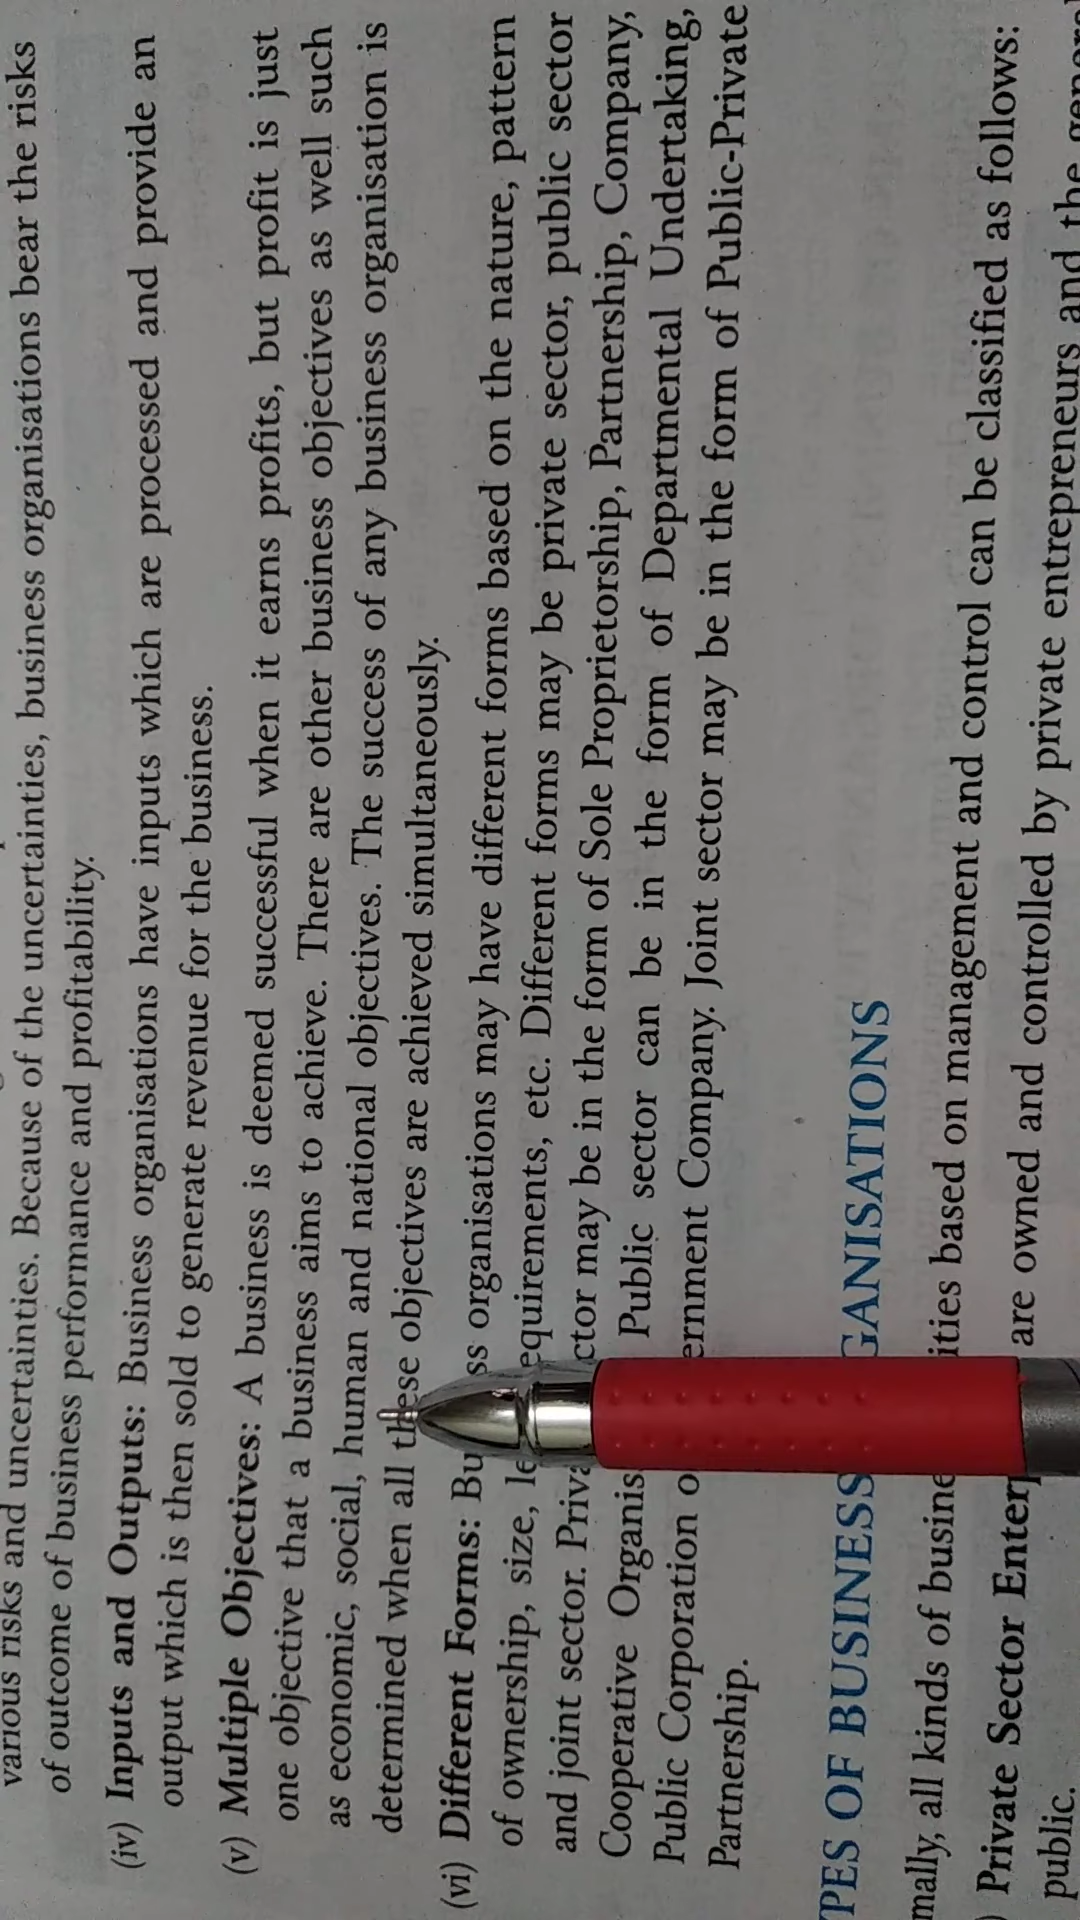 various risks and uncertainties. Because of the uncertainties, business organisations bear the risks
of outcome of business performance and profitability.
(iv) Inputs and Outputs: Business organisations have inputs which are processed and provide an
output which is then sold to generate revenue for the business.
(v) Multiple Objectives: A business is deemed successful when it earns profits, but profit is just
one objective that a business aims to achieve. There are other business objectives as well such
as economic, social, human and national objectives. The success of any business organisation is
determined when all these objectives are achieved simultaneously.
(vi) Different Forms: Bu ss organisations may have different forms based on the nature, pattern
of ownership, size, le equirements, etc. Different forms may be private sector, public sector
and joint sector. Priva ctor may be in the form of Sole Proprietorship, Partnership, Company,
Cooperative Organis Public sector can be in the form of Departmental Undertaking,
Public Corporation o ernment Company. Joint sector may be in the form of Public-Private
Partnership.
PES OF BUSINESS GANISATIONS
mally, all kinds of busine ities based on management and control can be classified as follows:
) Private Sector Enterp are owned and controlled by private entrepreneurs and the general
public.